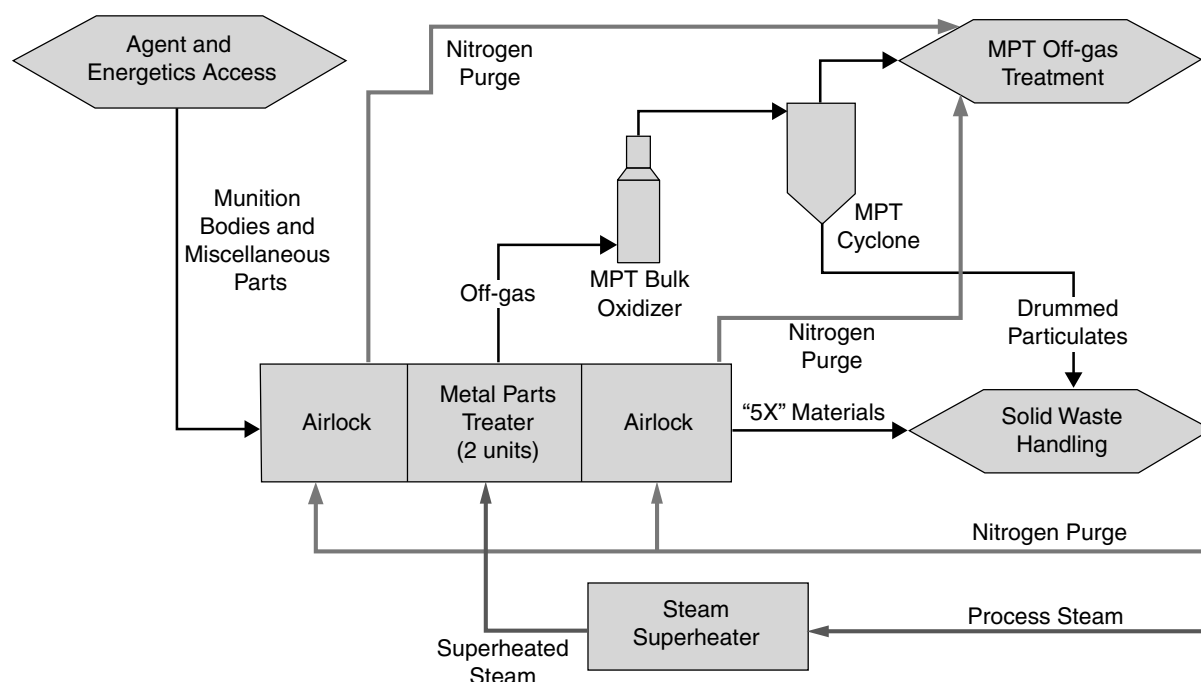 Agent and
Energetics Access
Nitrogen
Purge
MPT Off-gas
Treatment
Munition
Bodies and
Miscellaneous
Parts
MPT
Cyclone
Off-gas
MPT Bulk
Oxidizer
Nitrogen
Purge
Drummed
Particulates
Airlock
Metal Parts
Treater
(2 units)
Airlock
“5X” Materials
Solid Waste
Handling
Nitrogen Purge
Steam
Superheater
Process Steam
Superheated
Steam